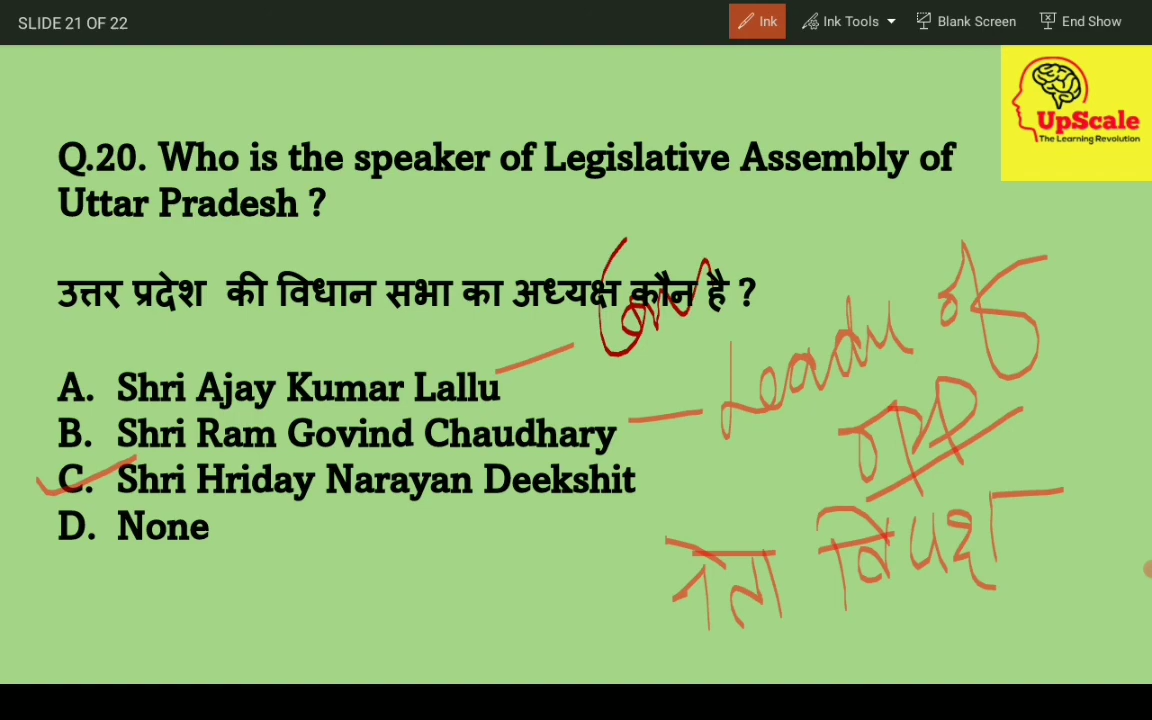 SLIDE 21 OF 22
Ink
Ink Tools
Blank Screen
End Show
UpScale
The Learning Revolution
Q.20. Who is the speaker of Legislative Assembly of
Uttar Pradesh ?
उत्तर प्रदेश की विधान सभा का अध्यक्ष कौन है ?
A. Shri Ajay Kumar Lallu
B. Shri Ram Govind Chaudhary
C. Shri Hriday Narayan Deekshit
D. None
Leader of
opp
नेता विपक्ष